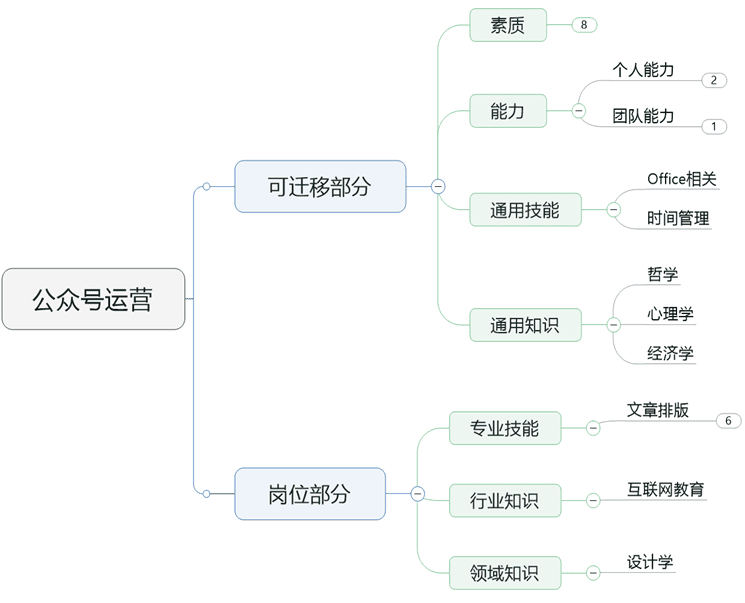 公众号运营
可迁移部分
素质
8
能力
个人能力
2
团队能力
1
通用技能
Office相关
时间管理
通用知识
哲学
心理学
经济学
岗位部分
专业技能
文章排版
6
行业知识
互联网教育
领域知识
设计学